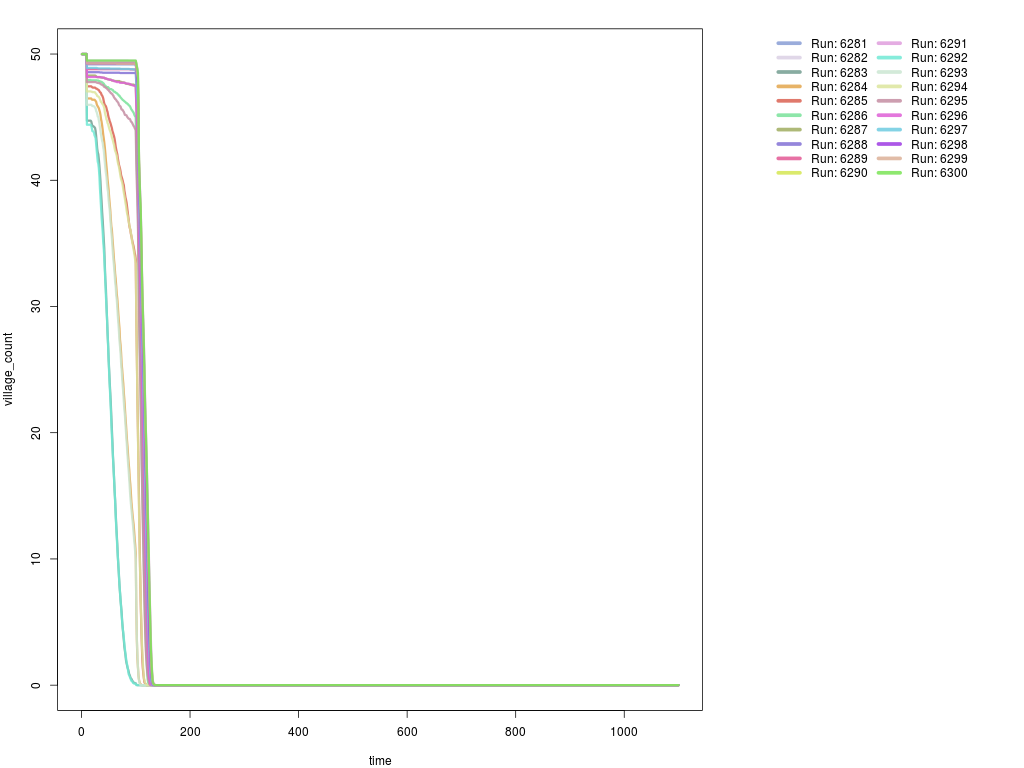 50
40
30
20
10
0
village_count
0 200 400 600 800 1000
time
Run: 6281 Run: 6291
Run: 6282 Run: 6292
Run: 6283 Run: 6293
Run: 6284 Run: 6294
Run: 6285 Run: 6295
Run: 6286 Run: 6296
Run: 6287 Run: 6297
Run: 6288 Run: 6298
Run: 6289 Run: 6299
Run: 6290 Run: 6300